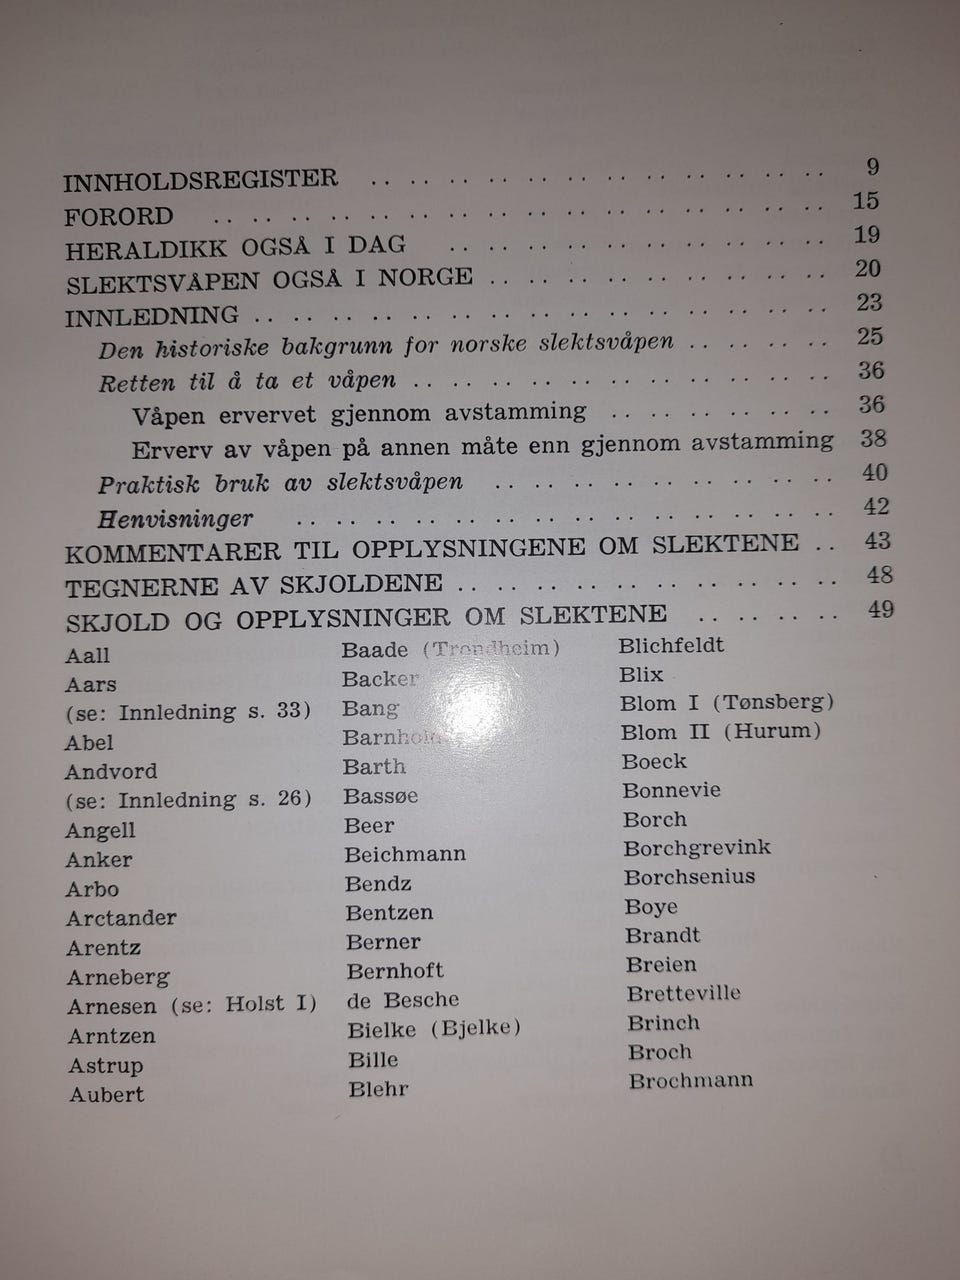 INNHOLDSREGISTER .. .. .. .. .. .. .. .. .. .. .. .. 9
FORORD .. .. .. .. .. .. .. .. .. .. .. .. .. .. .. .. 15
HERALDIKK OGSÅ I DAG .. .. .. .. .. .. .. .. .. .. 19
SLEKTSVÅPEN OGSÅ I NORGE .. .. .. .. .. .. .. .. .. 20
INNLEDNING .. .. .. .. .. .. .. .. .. .. .. .. .. .. .. 23
Den historiske bakgrunn for norske slektsvåpen .. .. .. .. 25
Retten til å ta et våpen .. .. .. .. .. .. .. .. .. .. .. 36
Våpen ervervet gjennom avstamming .. .. .. .. .. .. 36
Erverv av våpen på annen måte enn gjennom avstamming 38
Praktisk bruk av slektsvåpen .. .. .. .. .. .. .. .. .. 40
Henvisninger .. .. .. .. .. .. .. .. .. .. .. .. .. .. 42
KOMMENTARER TIL OPPLYSNINGENE OM SLEKTENE .. 43
TEGNERNE AV SKJOLDENE .. .. .. .. .. .. .. .. .. .. 48
SKJOLD OG OPPLYSNINGER OM SLEKTENE .. .. .. .. 49
Aall
Aars
(se: Innledning s. 33)
Abel
Andvord
(se: Innledning s. 26)
Angell
Anker
Arbo
Arctander
Arentz
Arneberg
Arnesen (se: Holst I)
Arntzen
Astrup
Aubert
Baade (Trondheim)
Backer
Bang
Barth
Bassøe
Beer
Beichmann
Bendz
Bentzen
Berner
Bernhoft
de Besche
Bielke (Bjelke)
Bille
Blehr
Blichfeldt
Blix
Blom I (Tønsberg)
Blom II (Hurum)
Boeck
Bonnevie
Borch
Borchgrevink
Borchsenius
Boye
Brandt
Breien
Bretteville
Brinch
Broch
Brochmann